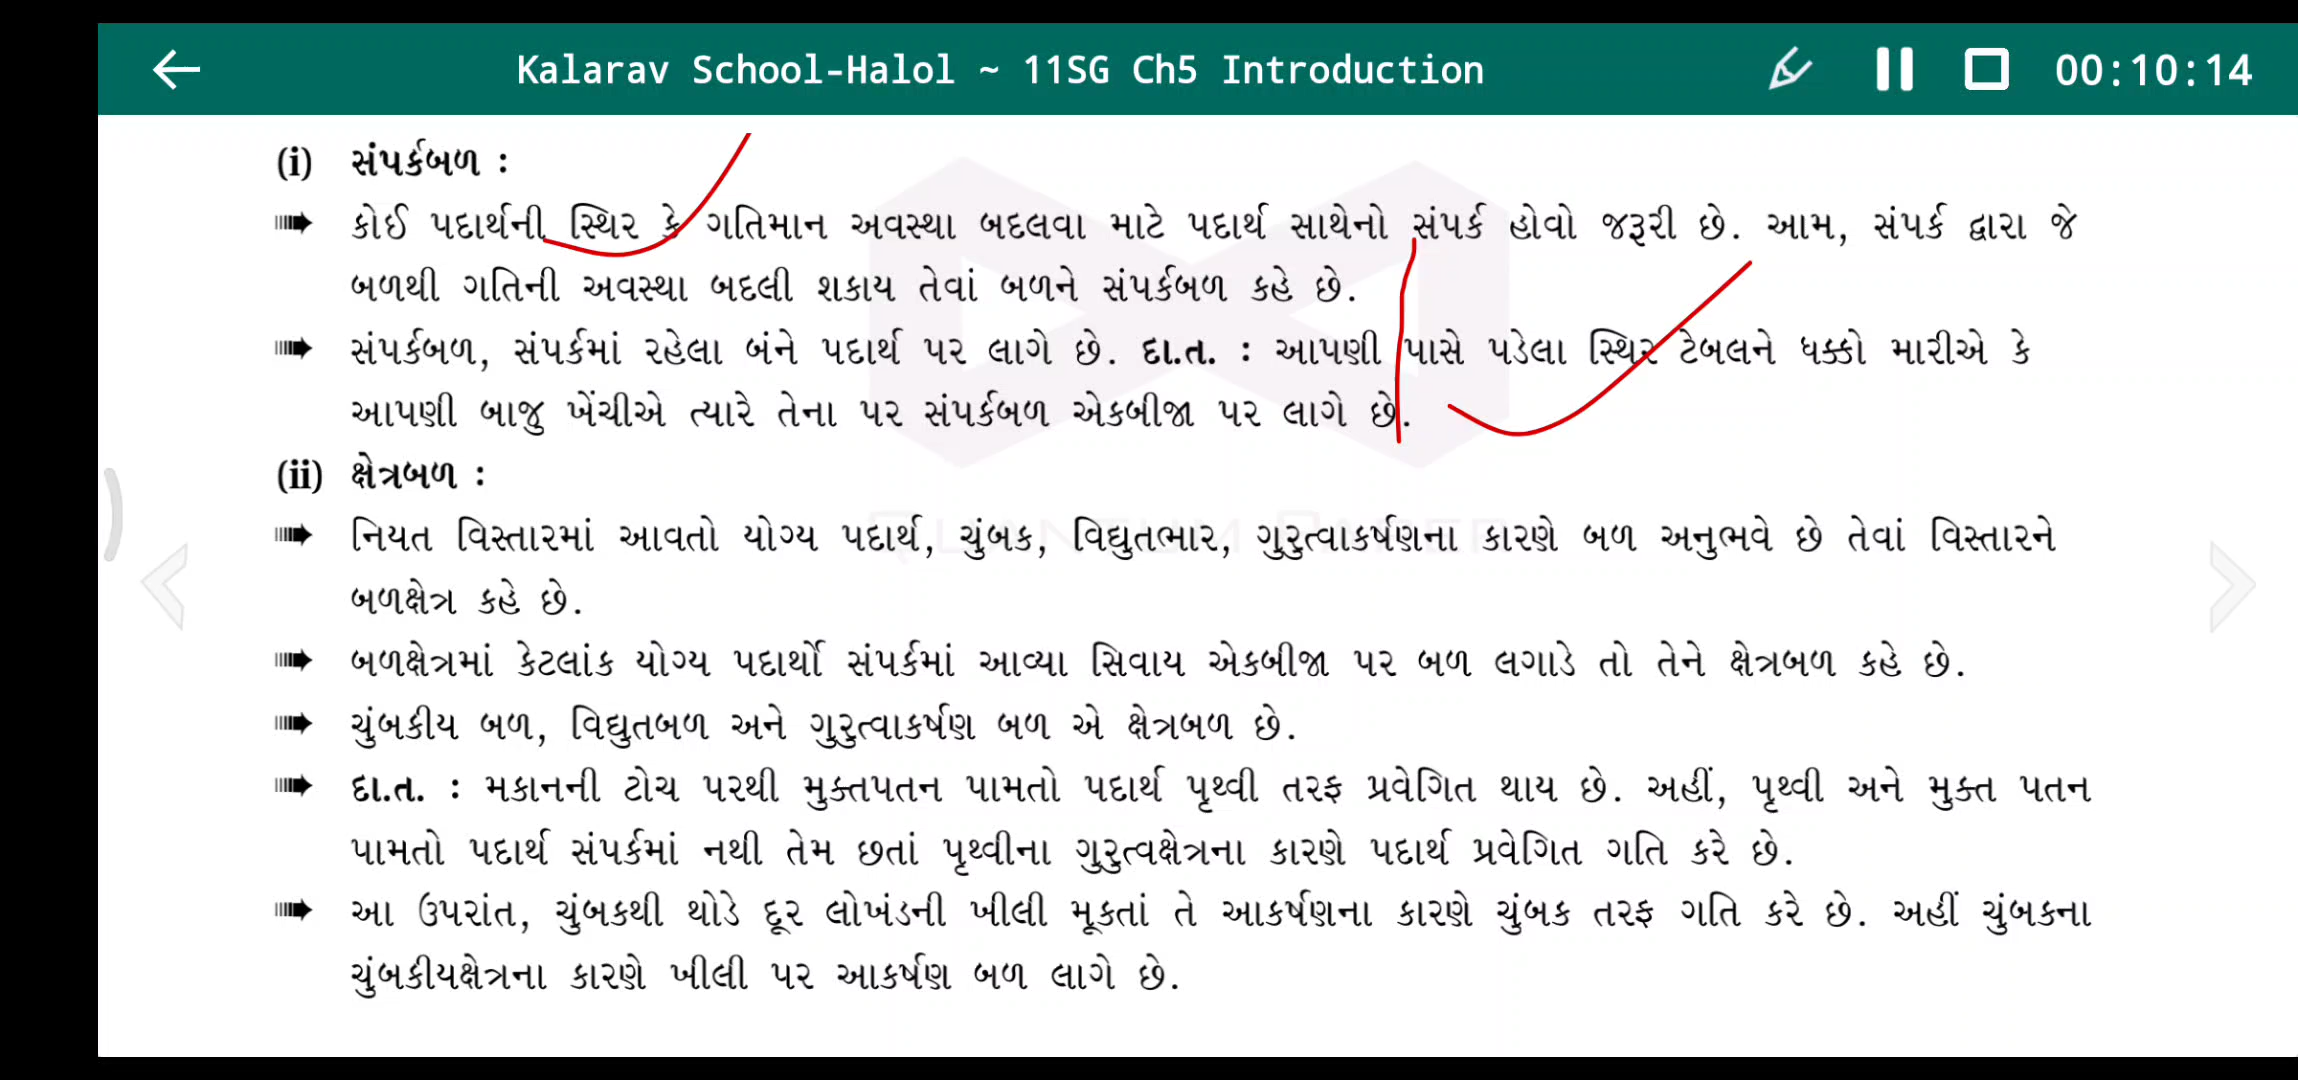 Kalarav School-Halol ~ 11SG Ch5 Introduction 00:10:14
(i) સંપર્કબળ :
કોઈ પદાર્થની સ્થિર કે ગતિમાન અવસ્થા બદલવા માટે પદાર્થ સાથેનો સંપર્ક હોવો જરૂરી છે. આમ, સંપર્ક દ્વારા જે
બળથી ગતિની અવસ્થા બદલી શકાય તેવાં બળને સંપર્કબળ કહે છે.
સંપર્કબળ, સંપર્કમાં રહેલા બંને પદાર્થ પર લાગે છે. દા.ત. : આપણી પાસે પડેલા સ્થિર ટેબલને ધક્કો મારીએ કે
આપણી બાજુ ખેંચીએ ત્યારે તેના પર સંપર્કબળ એકબીજા પર લાગે છે.
(ii) ક્ષેત્રબળ :
નિયત વિસ્તારમાં આવતો યોગ્ય પદાર્થ, ચુંબક, વિદ્યુતભાર, ગુરુત્વાકર્ષણના કારણે બળ અનુભવે છે તેવાં વિસ્તારને
QUANTUM PAPER
બળક્ષેત્ર કહે છે.
બળક્ષેત્રમાં કેટલાંક યોગ્ય પદાર્થો સંપર્કમાં આવ્યા સિવાય એકબીજા પર બળ લગાડે તો તેને ક્ષેત્રબળ કહે છે.
ચુંબકીય બળ, વિદ્યુતબળ અને ગુરુત્વાકર્ષણ બળ એ ક્ષેત્રબળ છે.
દા.ત. : મકાનની ટોચ પરથી મુક્તપતન પામતો પદાર્થ પૃથ્વી તરફ પ્રવેગિત થાય છે. અહીં, પૃથ્વી અને મુક્ત પતન
પામતો પદાર્થ સંપર્કમાં નથી તેમ છતાં પૃથ્વીના ગુરુત્વક્ષેત્રના કારણે પદાર્થ પ્રવેગિત ગતિ કરે છે.
આ ઉપરાંત, ચુંબકથી થોડે દૂર લોખંડની ખીલી મૂકતાં તે આકર્ષણના કારણે ચુંબક તરફ ગતિ કરે છે. અહીં ચુંબકના
ચુંબકીયક્ષેત્રના કારણે ખીલી પર આકર્ષણ બળ લાગે છે.